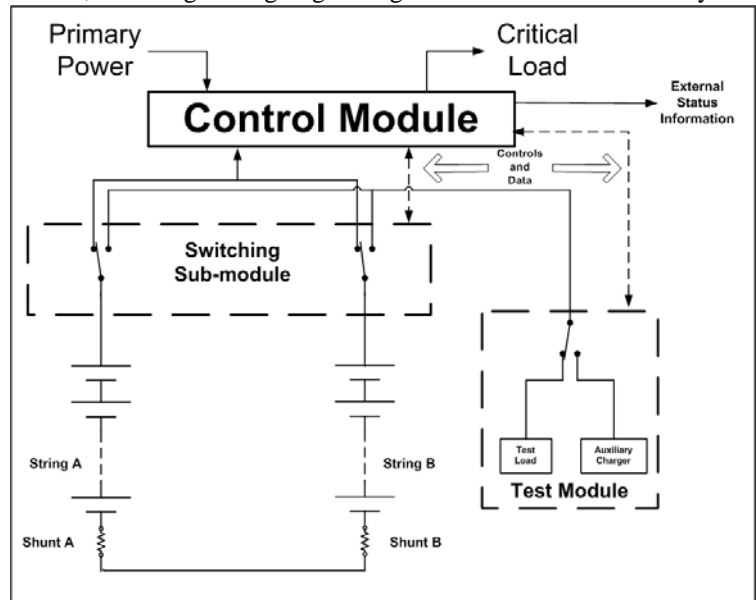 Primary
Power
Critical
Load
External
Status
Information
Control Module
Controls
and
Data
Switching
Sub-module
String A
String B
Test
Load
Auxiliary
Charger
Test Module
Shunt A
Shunt B